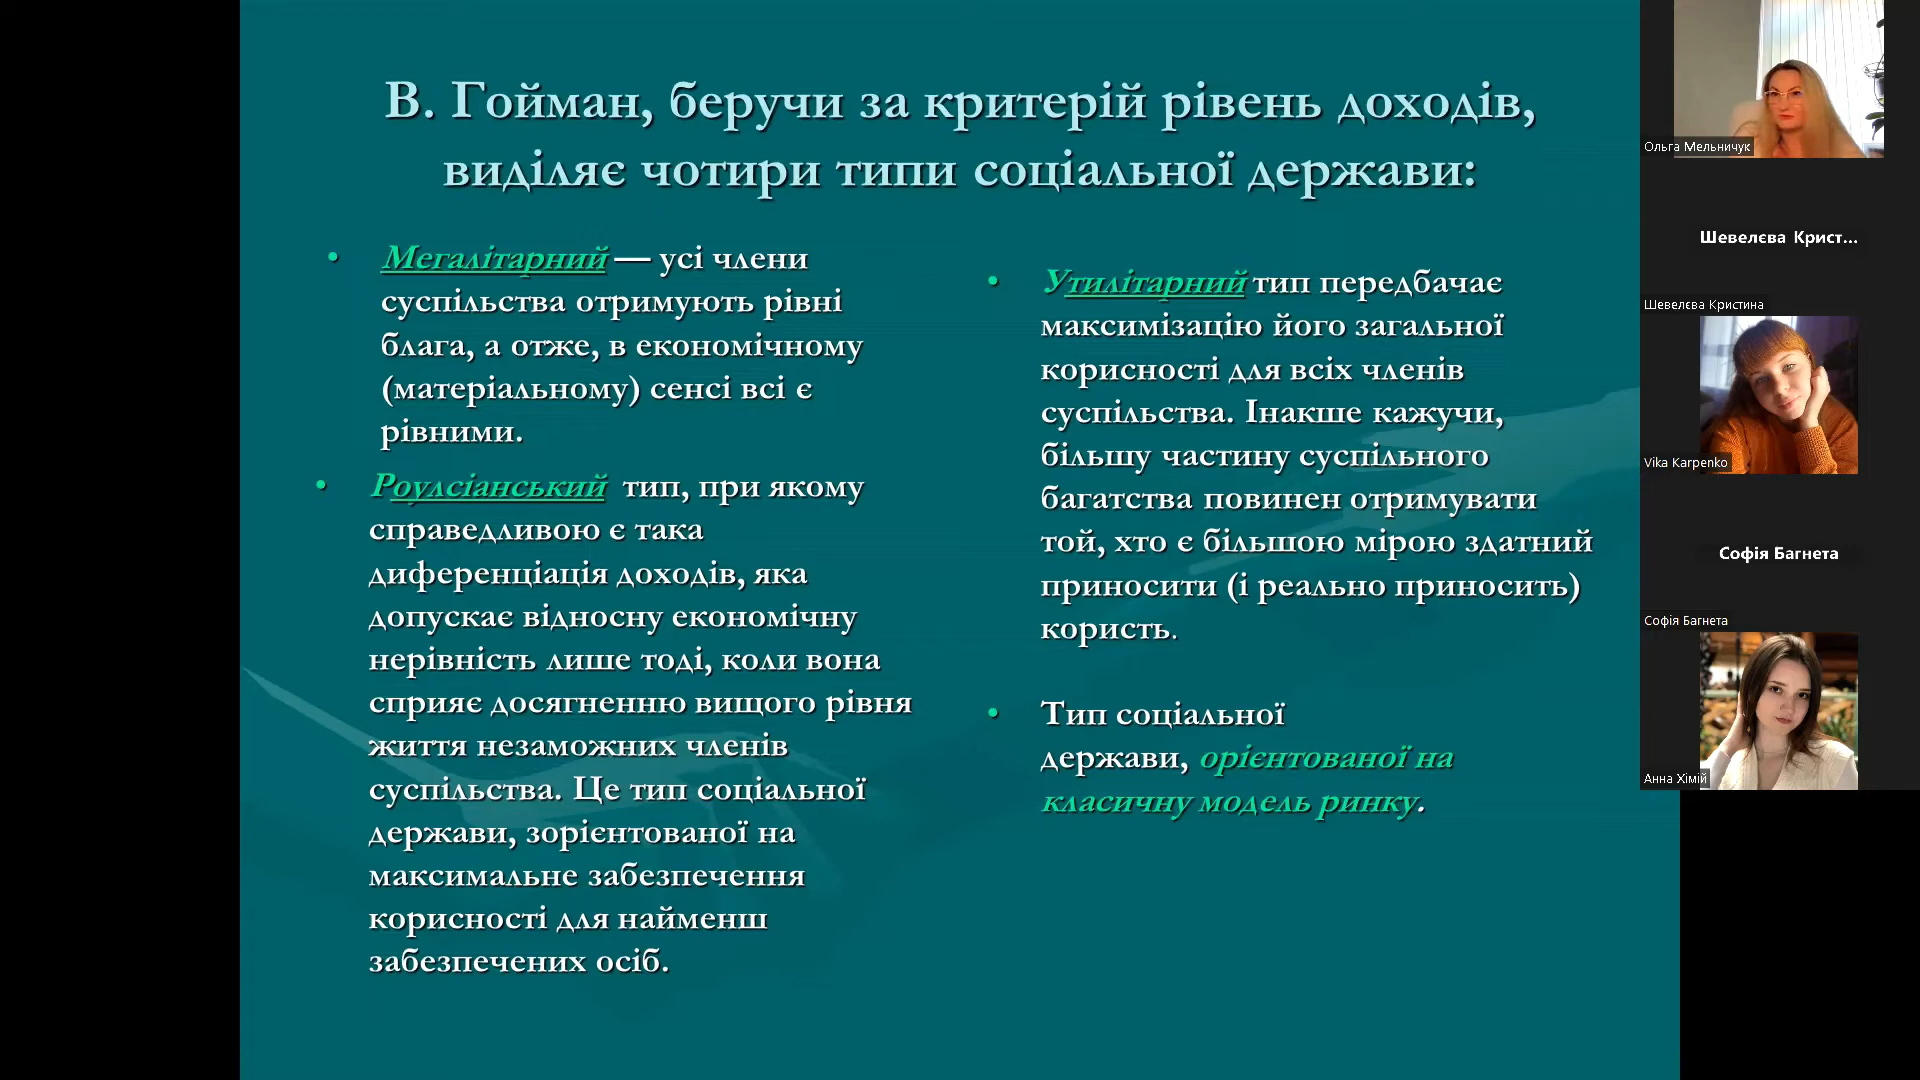 В. Гойман, беручи за критерій рівень доходів,
виділяє чотири типи соціальної держави:
• Мегалітарний — усі члени
суспільства отримують рівні
блага, а отже, в економічному
(матеріальному) сенсі всі є
рівними.
• Роулсіанський тип, при якому
справедливою є така
диференціація доходів, яка
допускає відносну економічну
нерівність лише тоді, коли вона
сприяє досягненню вищого рівня
життя незаможних членів
суспільства. Це тип соціальної
держави, зорієнтованої на
максимальне забезпечення
корисності для найменш
забезпечених осіб.
• Утилітарний тип передбачає
максимізацію його загальної
корисності для всіх членів
суспільства. Інакше кажучи,
більшу частину суспільного
багатства повинен отримувати
той, хто є більшою мірою здатний
приносити (і реально приносить)
користь.
• Тип соціальної
держави, орієнтованої на
класичну модель ринку.
Ольга Мельничук
Шевелєва Крист...
Шевелєва Кристина
Vika Karpenko
Софія Багнета
Софія Багнета
Анна Хімій